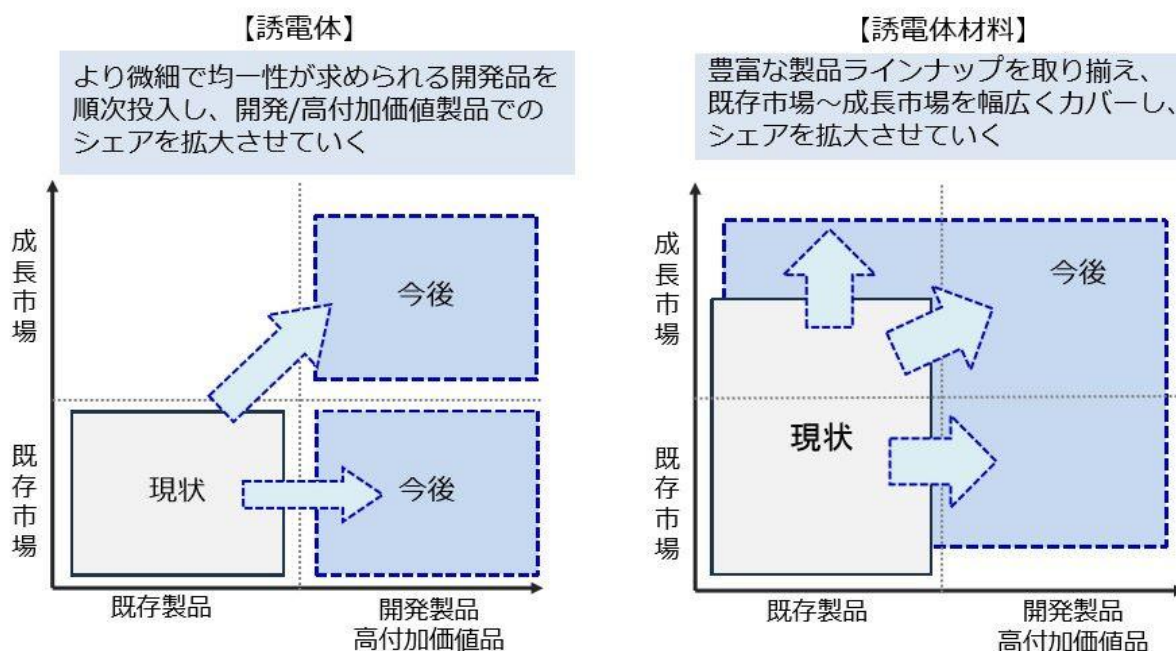 【誘電体】
より微細で均一性が求められる開発品を
順次投入し、開発/高付加価値製品での
シェアを拡大させていく
成長市場
既存市場
今後
現状
今後
既存製品
開発製品
高付加価値品
【誘電体材料】
豊富な製品ラインナップを取り揃え、
既存市場～成長市場を幅広くカバーし、
シェアを拡大させていく
成長市場
既存市場
今後
現状
既存製品
開発製品
高付加価値品